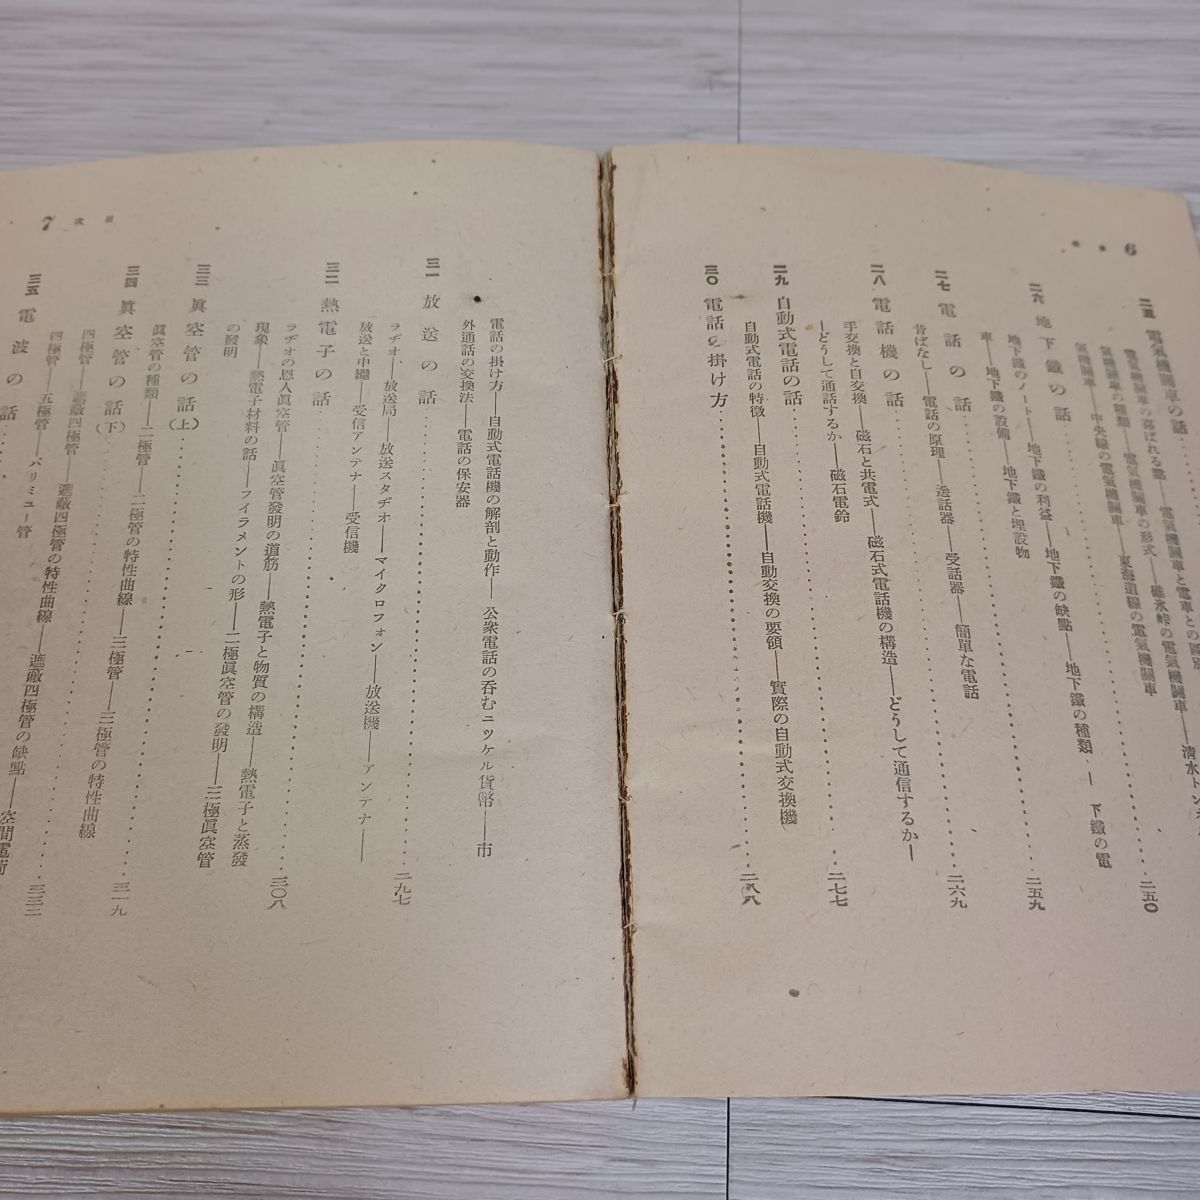 6
二五 電氣機關車の話‥‥二五〇
電氣機關車の喜ばれる點――電氣機關車と電車との
電氣機關車の種類――電氣機關車の形式――碓氷峠の電氣機關車――清水トンネ
氣機關車――中央線の電氣機關車――東海道線の電氣機關車
二六 地下鐵の話‥‥二五九
地下鐵のノート――地下鐵の利益――地下鐵の缺點――地下鐵の種類――下鐵の電
車――地下鐵の設備――地下鐵と埋設物
二七 電話の話‥‥二六九
昔ばなし――電話の原理――送話器――受話器――簡單な電話
二八 電話機の話‥‥二七七
手交換と自交換――磁石と共電式――磁石式電話機の構造――どうして通信するか―
―どうして通話するか――磁石電鈴
二九 自動式電話の話
自動式電話の特徴――自動式電話機――自動交換の要領――實際の自動式交換機
三〇 電話の掛け方‥‥二八八
目次 7
電話の掛け方――自動式電話機の解剖と動作――公衆電話の呑むニツケル貨幣――市
外通話の交換法――電話の保安器
三一 放送の話‥‥二九七
ラヂオ――放送局――放送スタヂオ――マイクロフオン――放送機――アンテナ――
放送と中繼――受信アンテナ――受信機
三二 熱電子の話‥‥三〇八
ラヂオの恩人眞空管――眞空管發明の道筋――熱電子と物質の構造――熱電子と蒸發
現象――熱電子材料の話――フイラメントの形――二極眞空管の發明――三極眞空管
の發明
三三 眞空管の話(上)‥‥三一九
眞空管の種類――二極管――二極管の特性曲線――三極管――三極管の特性曲線
三四 眞空管の話(下)‥‥三三二
四極管――遮蔽四極管――遮蔽四極管の特性曲線――遮蔽四極管の缺點――空間電荷
四極管――五極管――バリミユー管
三五 電波の話‥‥